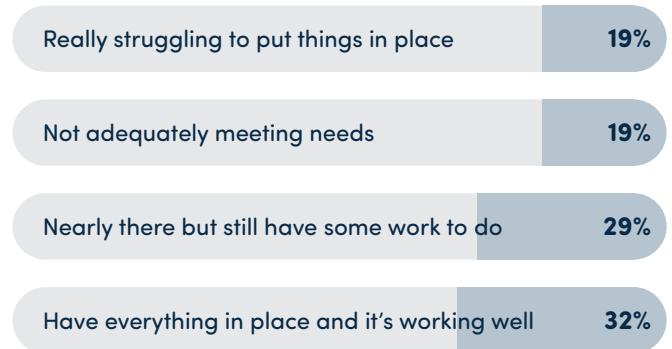 Really struggling to put things in place 19%
Not adequately meeting needs 19%
Nearly there but still have some work to do 29%
Have everything in place and it's working well 32%